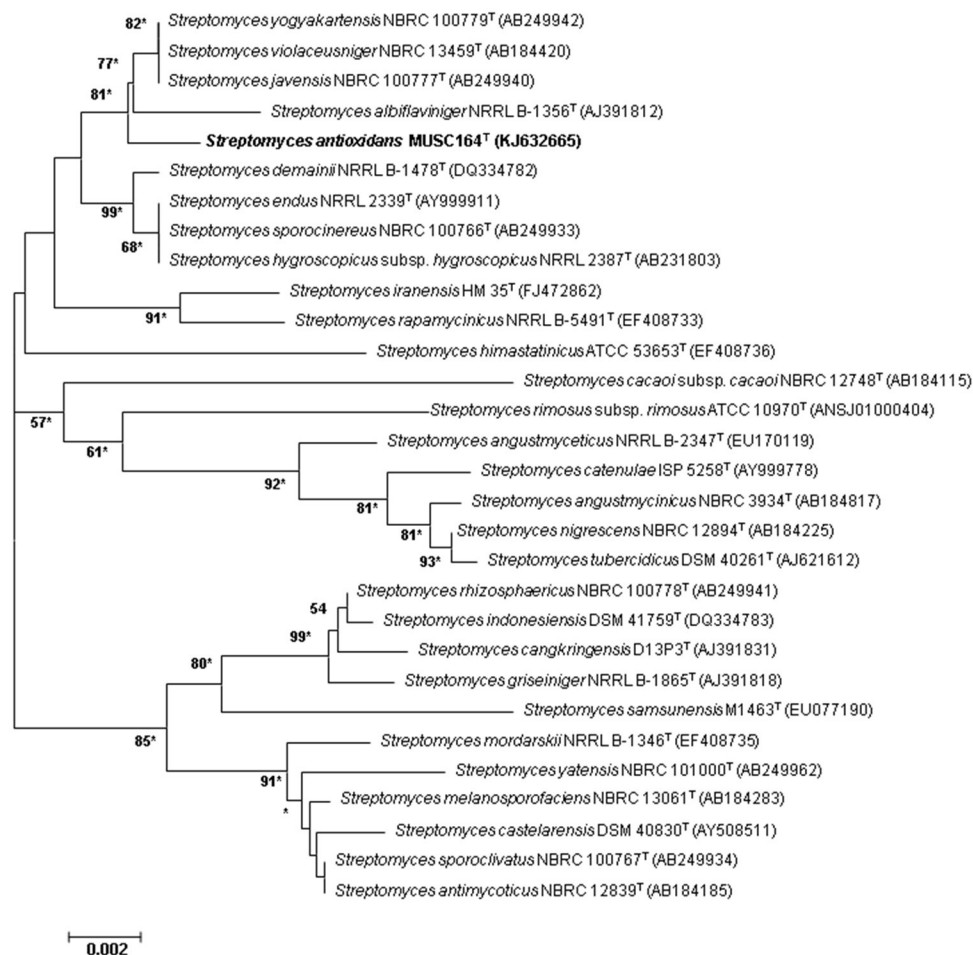 82* Streptomyces yogyakartensis NBRC 100779ᵀ (AB249942)
Streptomyces violaceusniger NBRC 13459ᵀ (AB184420)
77*
Streptomyces javensis NBRC 100777ᵀ (AB249940)
81*
Streptomyces albiflaviniger NRRL B-1356ᵀ (AJ391812)
Streptomyces antioxidans MUSC164ᵀ (KJ632665)
Streptomyces demainii NRRL B-1478ᵀ (DQ334782)
Streptomyces endus NRRL 2339ᵀ (AY999911)
99*
Streptomyces sporocinereus NBRC 100766ᵀ (AB249933)
68*
Streptomyces hygroscopicus subsp. hygroscopicus NRRL 2387ᵀ (AB231803)
Streptomyces iranensis HM 35ᵀ (FJ472862)
91*
Streptomyces rapamycinicus NRRL B-5491ᵀ (EF408733)
Streptomyces himastatinicus ATCC 53653ᵀ (EF408736)
Streptomyces cacaoi subsp. cacaoi NBRC 12748ᵀ (AB184115)
Streptomyces rimosus subsp. rimosus ATCC 10970ᵀ (ANSJ01000404)
57*
Streptomyces angustmyceticus NRRL B-2347ᵀ (EU170119)
61*
Streptomyces catenulae ISP 5258ᵀ (AY999778)
92*
Streptomyces angustmycinicus NBRC 3934ᵀ (AB184817)
81*
Streptomyces nigrescens NBRC 12894ᵀ (AB184225)
81*
Streptomyces tubercidicus DSM 40261ᵀ (AJ621612)
93*
Streptomyces rhizosphaericus NBRC 100778ᵀ (AB249941)
54
Streptomyces indonesiensis DSM 41759ᵀ (DQ334783)
99*
Streptomyces cangkringensis D13P3ᵀ (AJ391831)
80*
Streptomyces griseiniger NRRL B-1865ᵀ (AJ391818)
Streptomyces samsunensis M1463ᵀ (EU077190)
85*
Streptomyces mordarskii NRRL B-1346ᵀ (EF408735)
Streptomyces yatensis NBRC 101000ᵀ (AB249962)
91*
Streptomyces melanosporofaciens NBRC 13061ᵀ (AB184283)
*
Streptomyces castelarensis DSM 40830ᵀ (AY508511)
Streptomyces sporoclivatus NBRC 100767ᵀ (AB249934)
Streptomyces antimycoticus NBRC 12839ᵀ (AB184185)
0.002